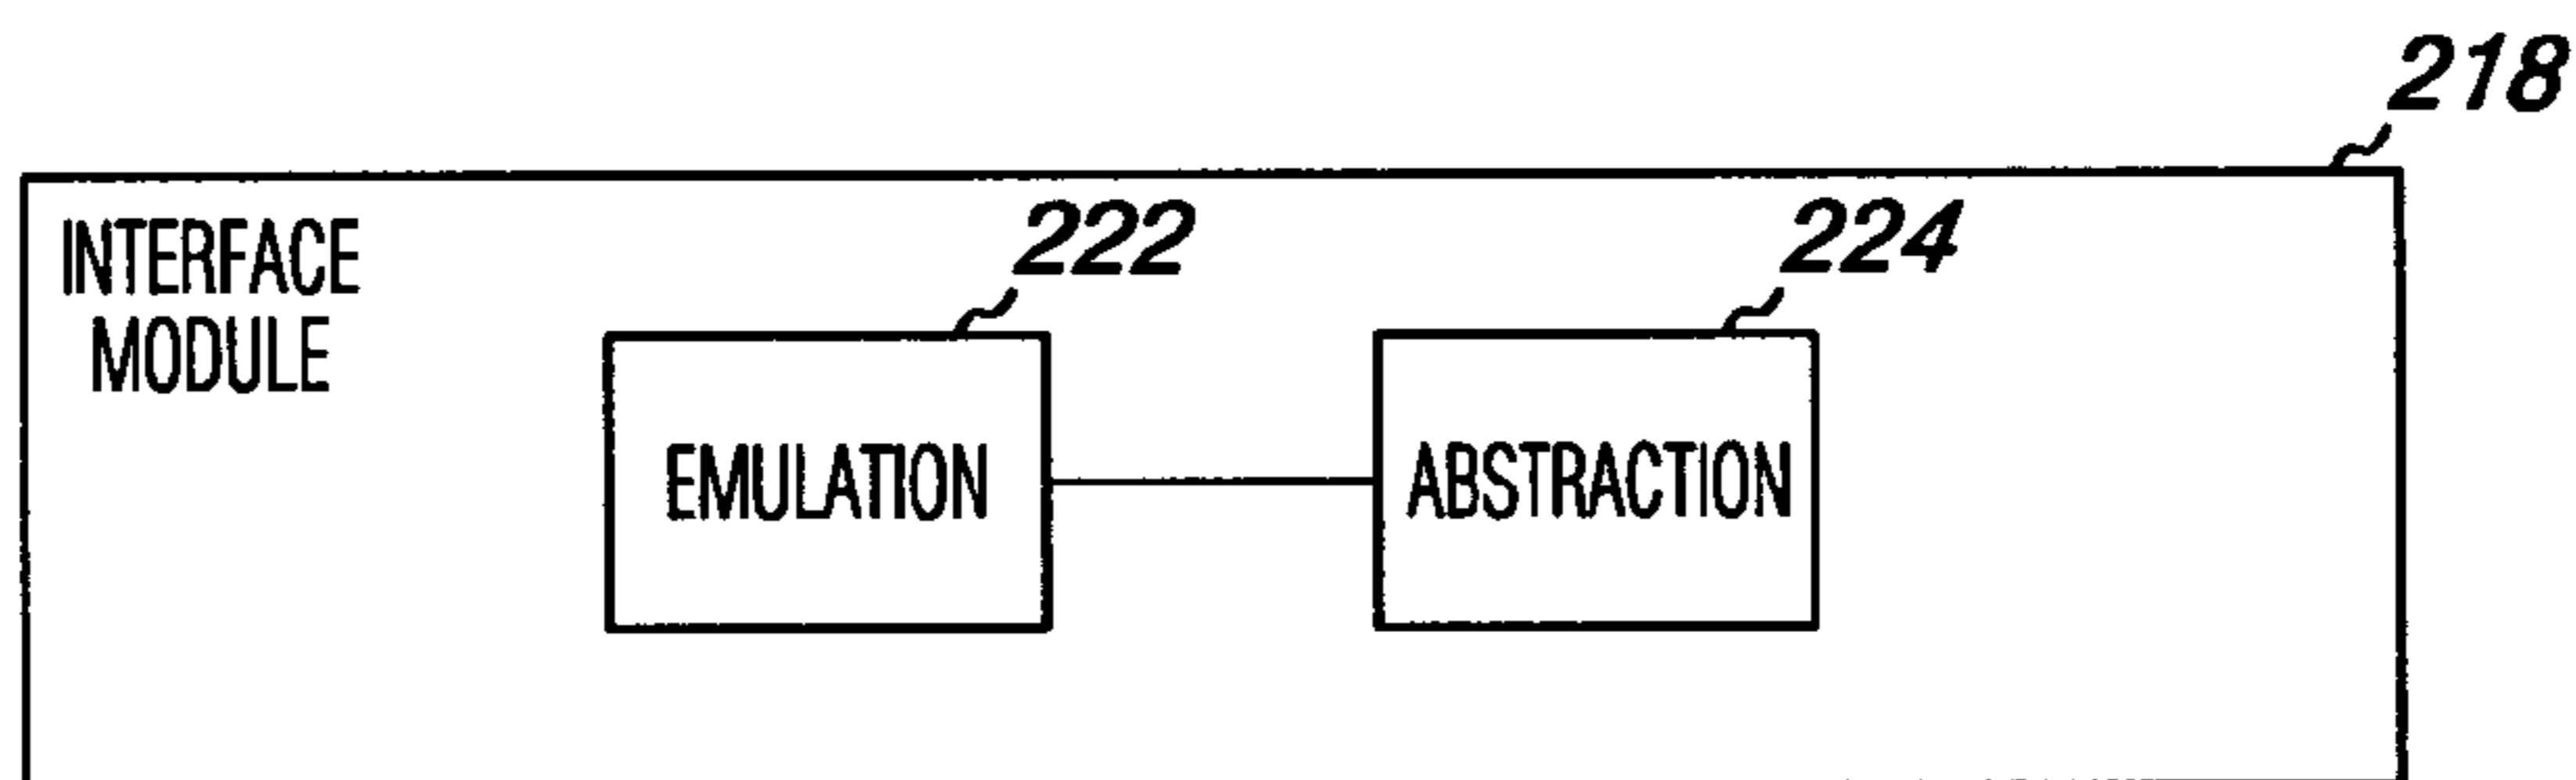 218
INTERFACE
MODULE
222
224
EMULATION
ABSTRACTION